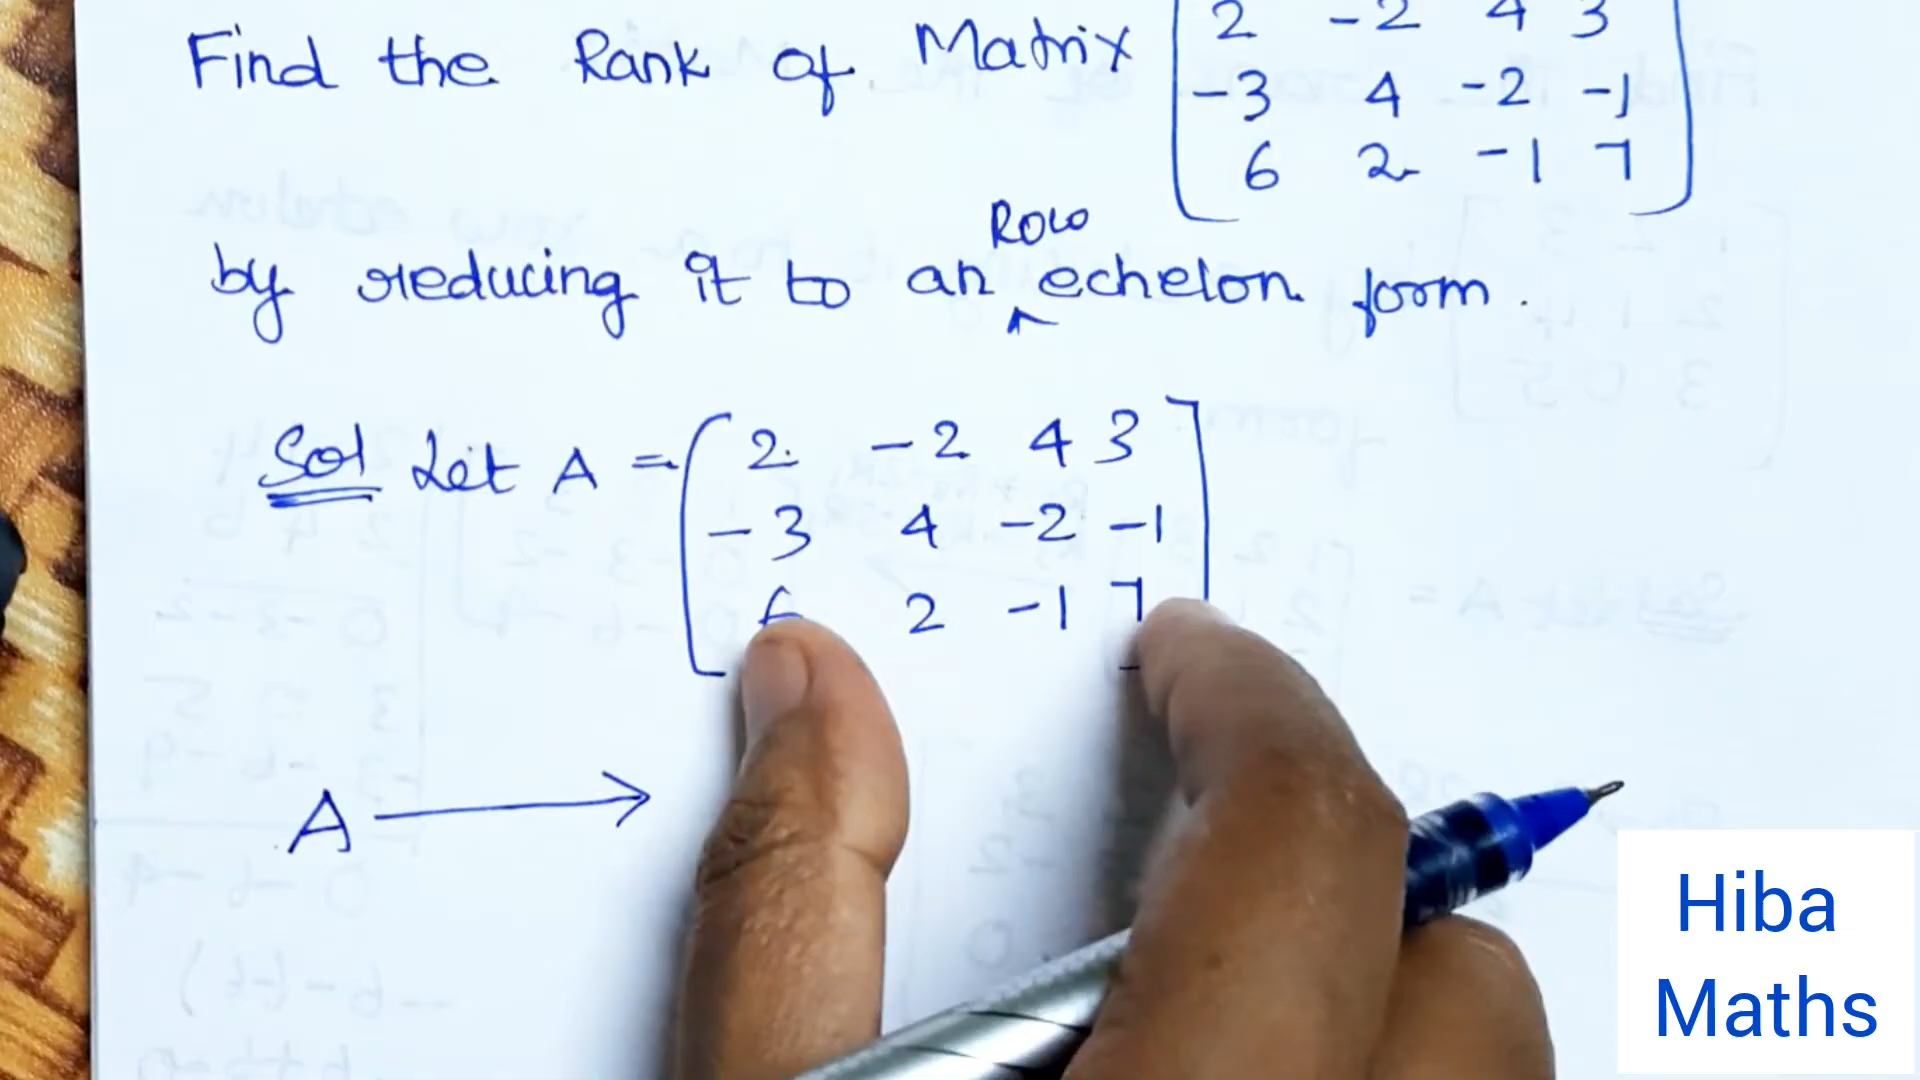 Find the Rank of Matrix
2 -2 4 3
-3 4 -2 -1
6 2 -1 7
Row
by reducing it to an echelon form.
Sol Let A = 2 -2 4 3
-3 4 -2 -1
6 2 -1 7
A →
Hiba
Maths